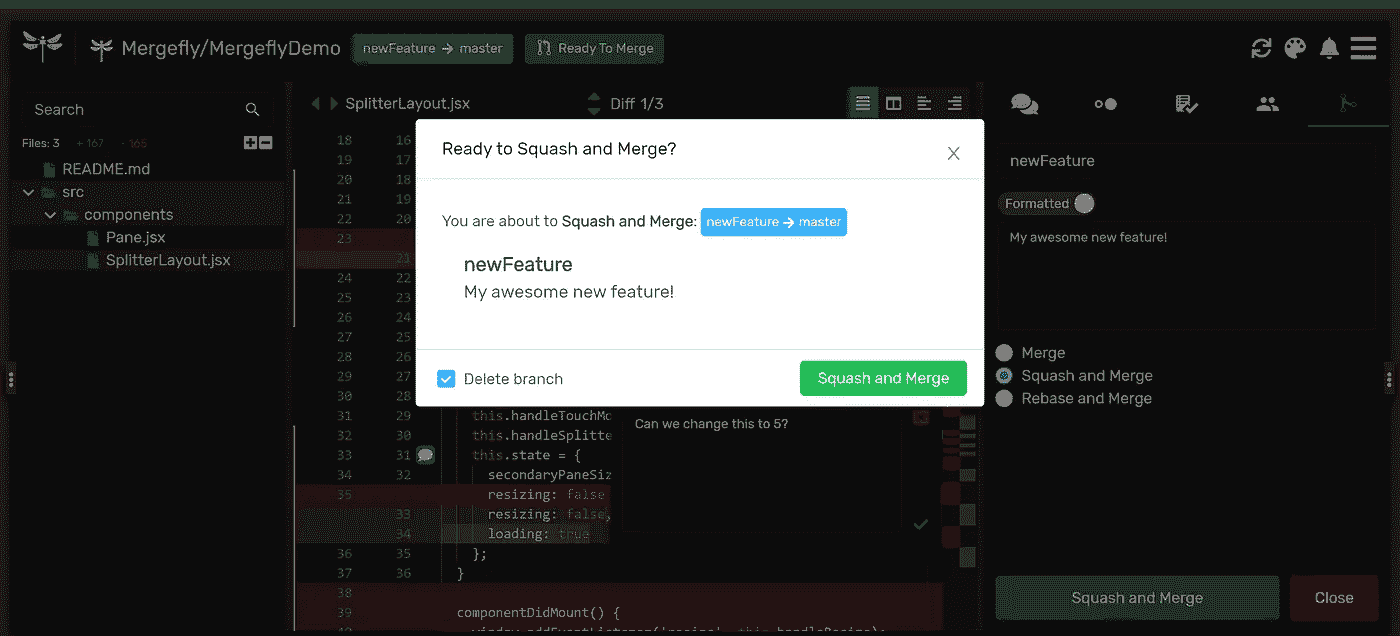 Mergefly/MergeflyDemo newFeature → master Ready To Merge
Search
Files: 3 + 167 - 165
README.md
src
components
Pane.jsx
SplitterLayout.jsx
SplitterLayout.jsx Diff 1/3
18 16
19 17
20 18
21 19
22 20
23
21
24 22
25 23
26 24
27 25
28 26
29 27
30 28
31 29 this.handleTouchMo
32 30 this.handleSplitte
33 31 this.state = {
34 32 secondaryPaneSiz
35 resizing: false
33 resizing: false,
34 loading: true
36 35 };
37 36 }
38
39 componentDidMount() {
40 window.addEventListener('resize', this.handleResize);
Can we change this to 5?
Ready to Squash and Merge?
You are about to Squash and Merge: newFeature → master
newFeature
My awesome new feature!
Delete branch
Squash and Merge
newFeature
Formatted
My awesome new feature!
Merge
Squash and Merge
Rebase and Merge
Squash and Merge
Close